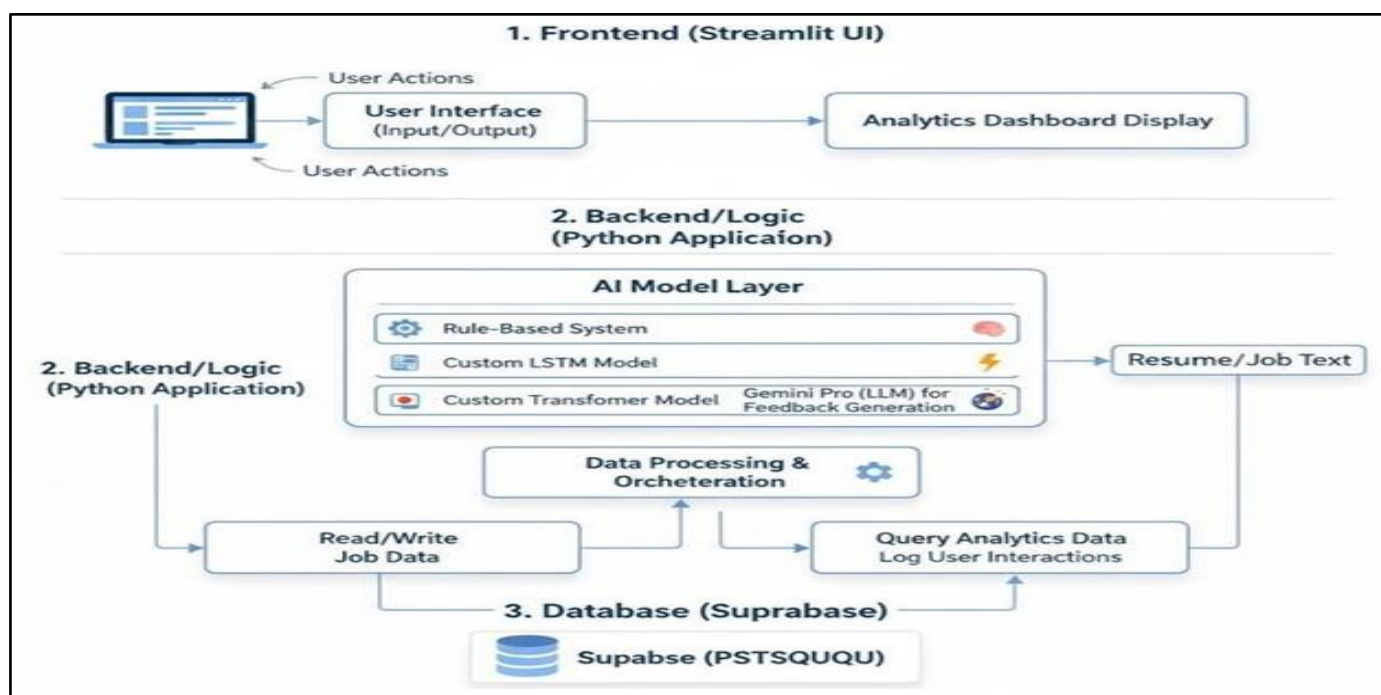 1. Frontend (Streamlit UI)
User Actions
User Interface
(Input/Output)
Analytics Dashboard Display
User Actions
2. Backend/Logic
(Python Applicaion)
AI Model Layer
Rule-Based System
Custom LSTM Model
Custom Transfomer Model
Gemini Pro (LLM) for
Feedback Generation
2. Backend/Logic
(Python Application)
Resume/Job Text
Data Processing &
Orcheteration
Read/Write
Job Data
Query Analytics Data
Log User Interactions
3. Database (Suprabase)
Supabse (PSTSQUQU)